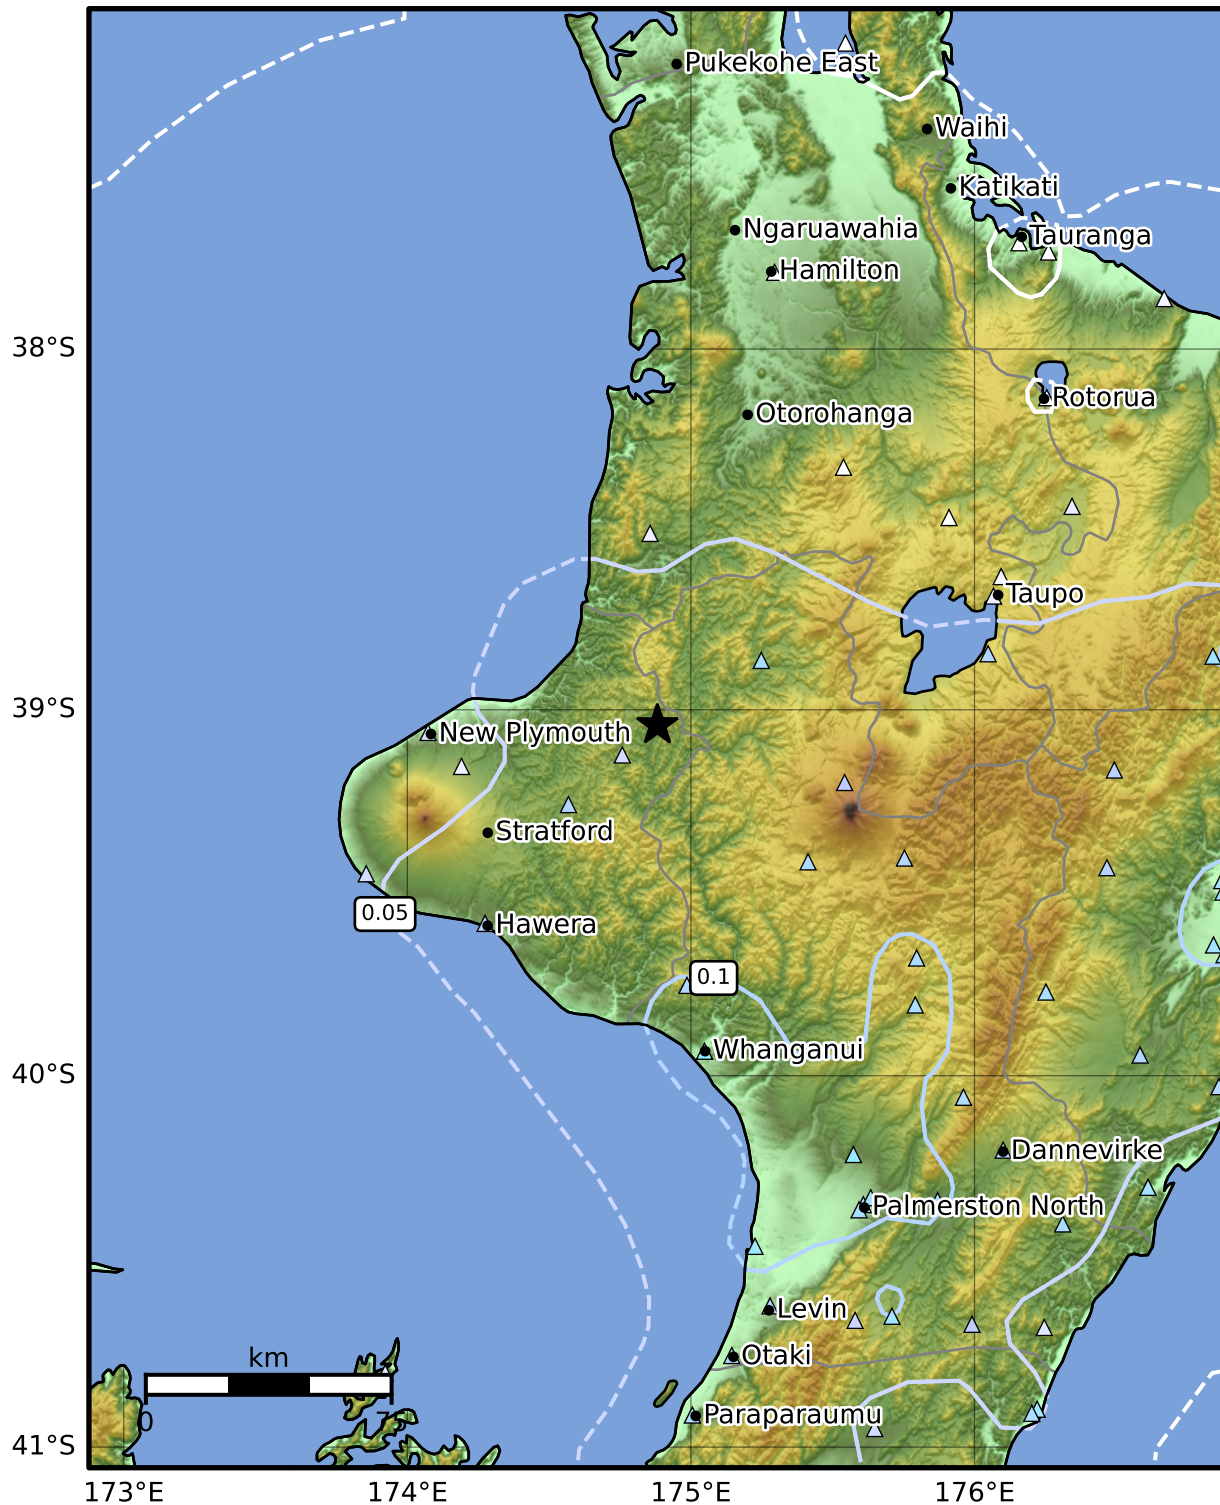 Pukekohe East
Waihi
Katikati
Ngaruawahia
Tauranga
Hamilton
38°S
Rotorua
Otorohanga
Taupo
39°S
New Plymouth
Stratford
0.05
Hawera
0.1
Whanganui
40°S
Dannevirke
Palmerston North
Levin
Otaki
km
0
Paraparaumu
41°S
173°E
174°E
175°E
176°E